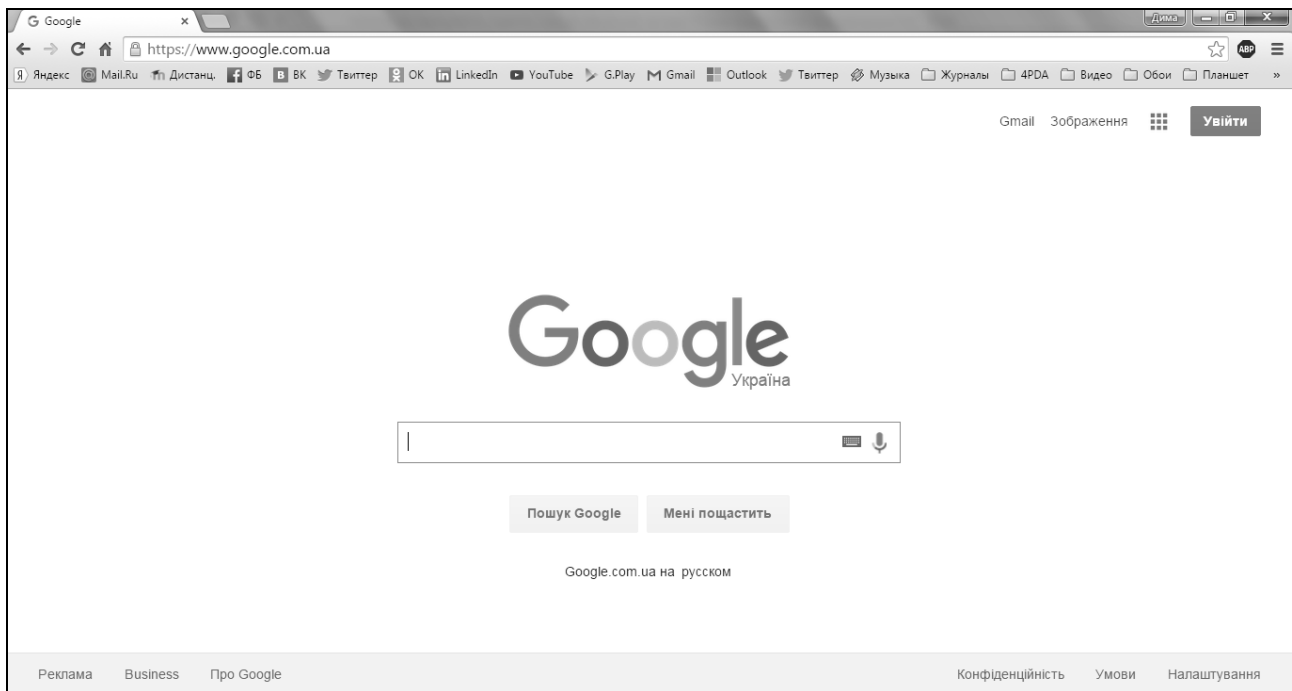 Google
Дима
https://www.google.com.ua
ABP
Яндекс Mail.Ru Дистанц. ФБ ВК Твиттер OK LinkedIn YouTube G.Play Gmail Outlook Твиттер Музыка Журналы 4PDA Видео Обои Планшет »
Gmail Зображення Увійти
Google
Україна
Пошук Google Мені пощастить
Google.com.ua на русском
Реклама Business Про Google Конфіденційність Умови Налаштування